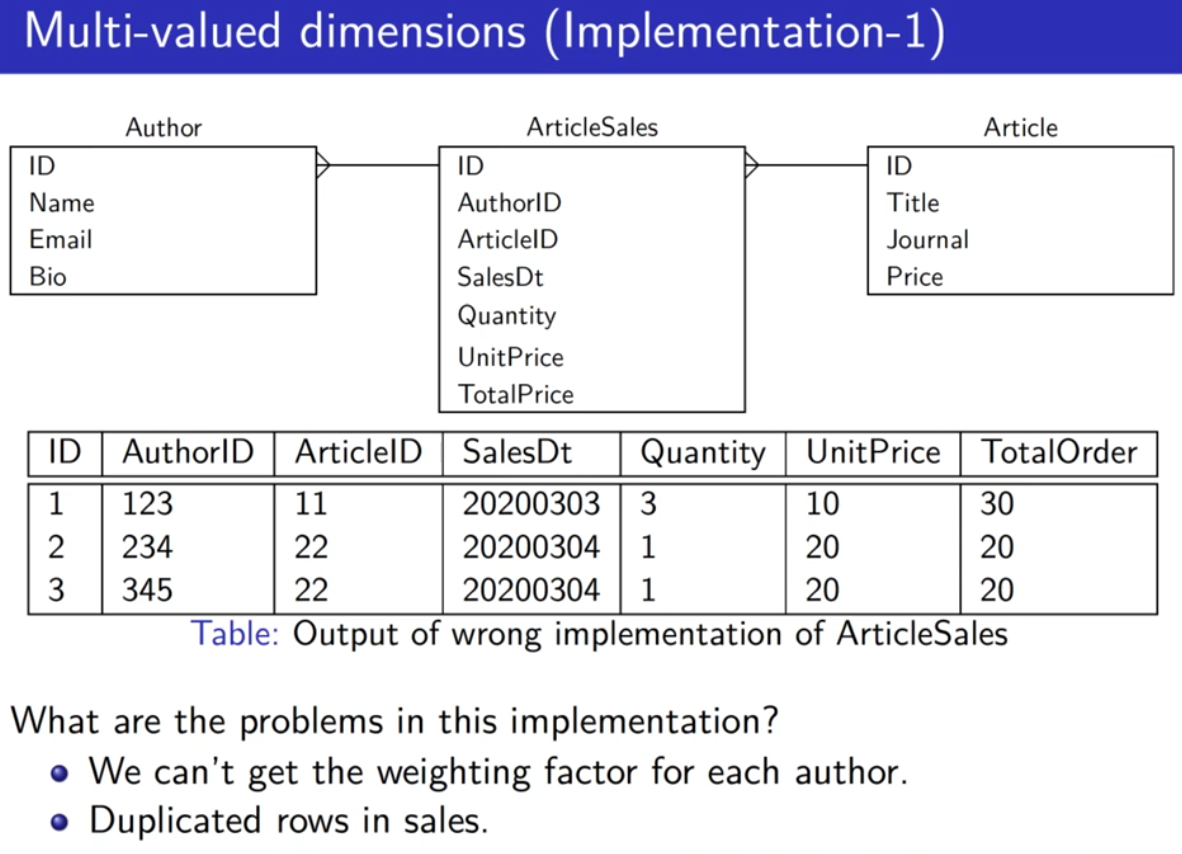 Multi-valued dimensions (Implementation-1)
Author ArticleSales Article
ID
Name
Email
Bio
ID
AuthorID
ArticleID
SalesDt
Quantity
UnitPrice
TotalPrice
ID
Title
Journal
Price
ID AuthorID ArticleID SalesDt Quantity UnitPrice TotalOrder
1 123 11 20200303 3 10 30
2 234 22 20200304 1 20 20
3 345 22 20200304 1 20 20
Table: Output of wrong implementation of ArticleSales
What are the problems in this implementation?
We can't get the weighting factor for each author.
Duplicated rows in sales.